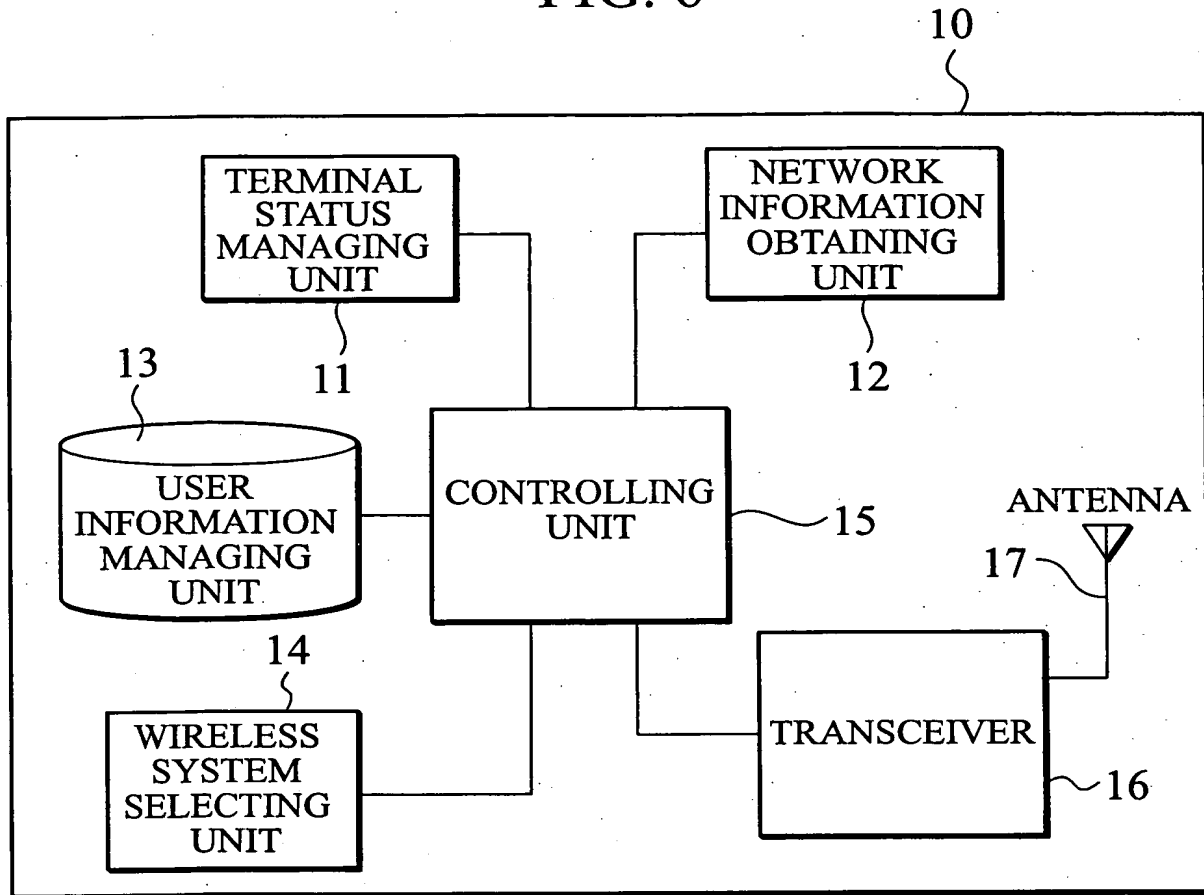 FIG.
10
TERMINAL
STATUS
MANAGING
UNIT
11
NETWORK
INFORMATION
OBTAINING
UNIT
12
13
USER
INFORMATION
MANAGING
UNIT
CONTROLLING
UNIT
15
ANTENNA
17
14
WIRELESS
SYSTEM
SELECTING
UNIT
TRANSCEIVER
16